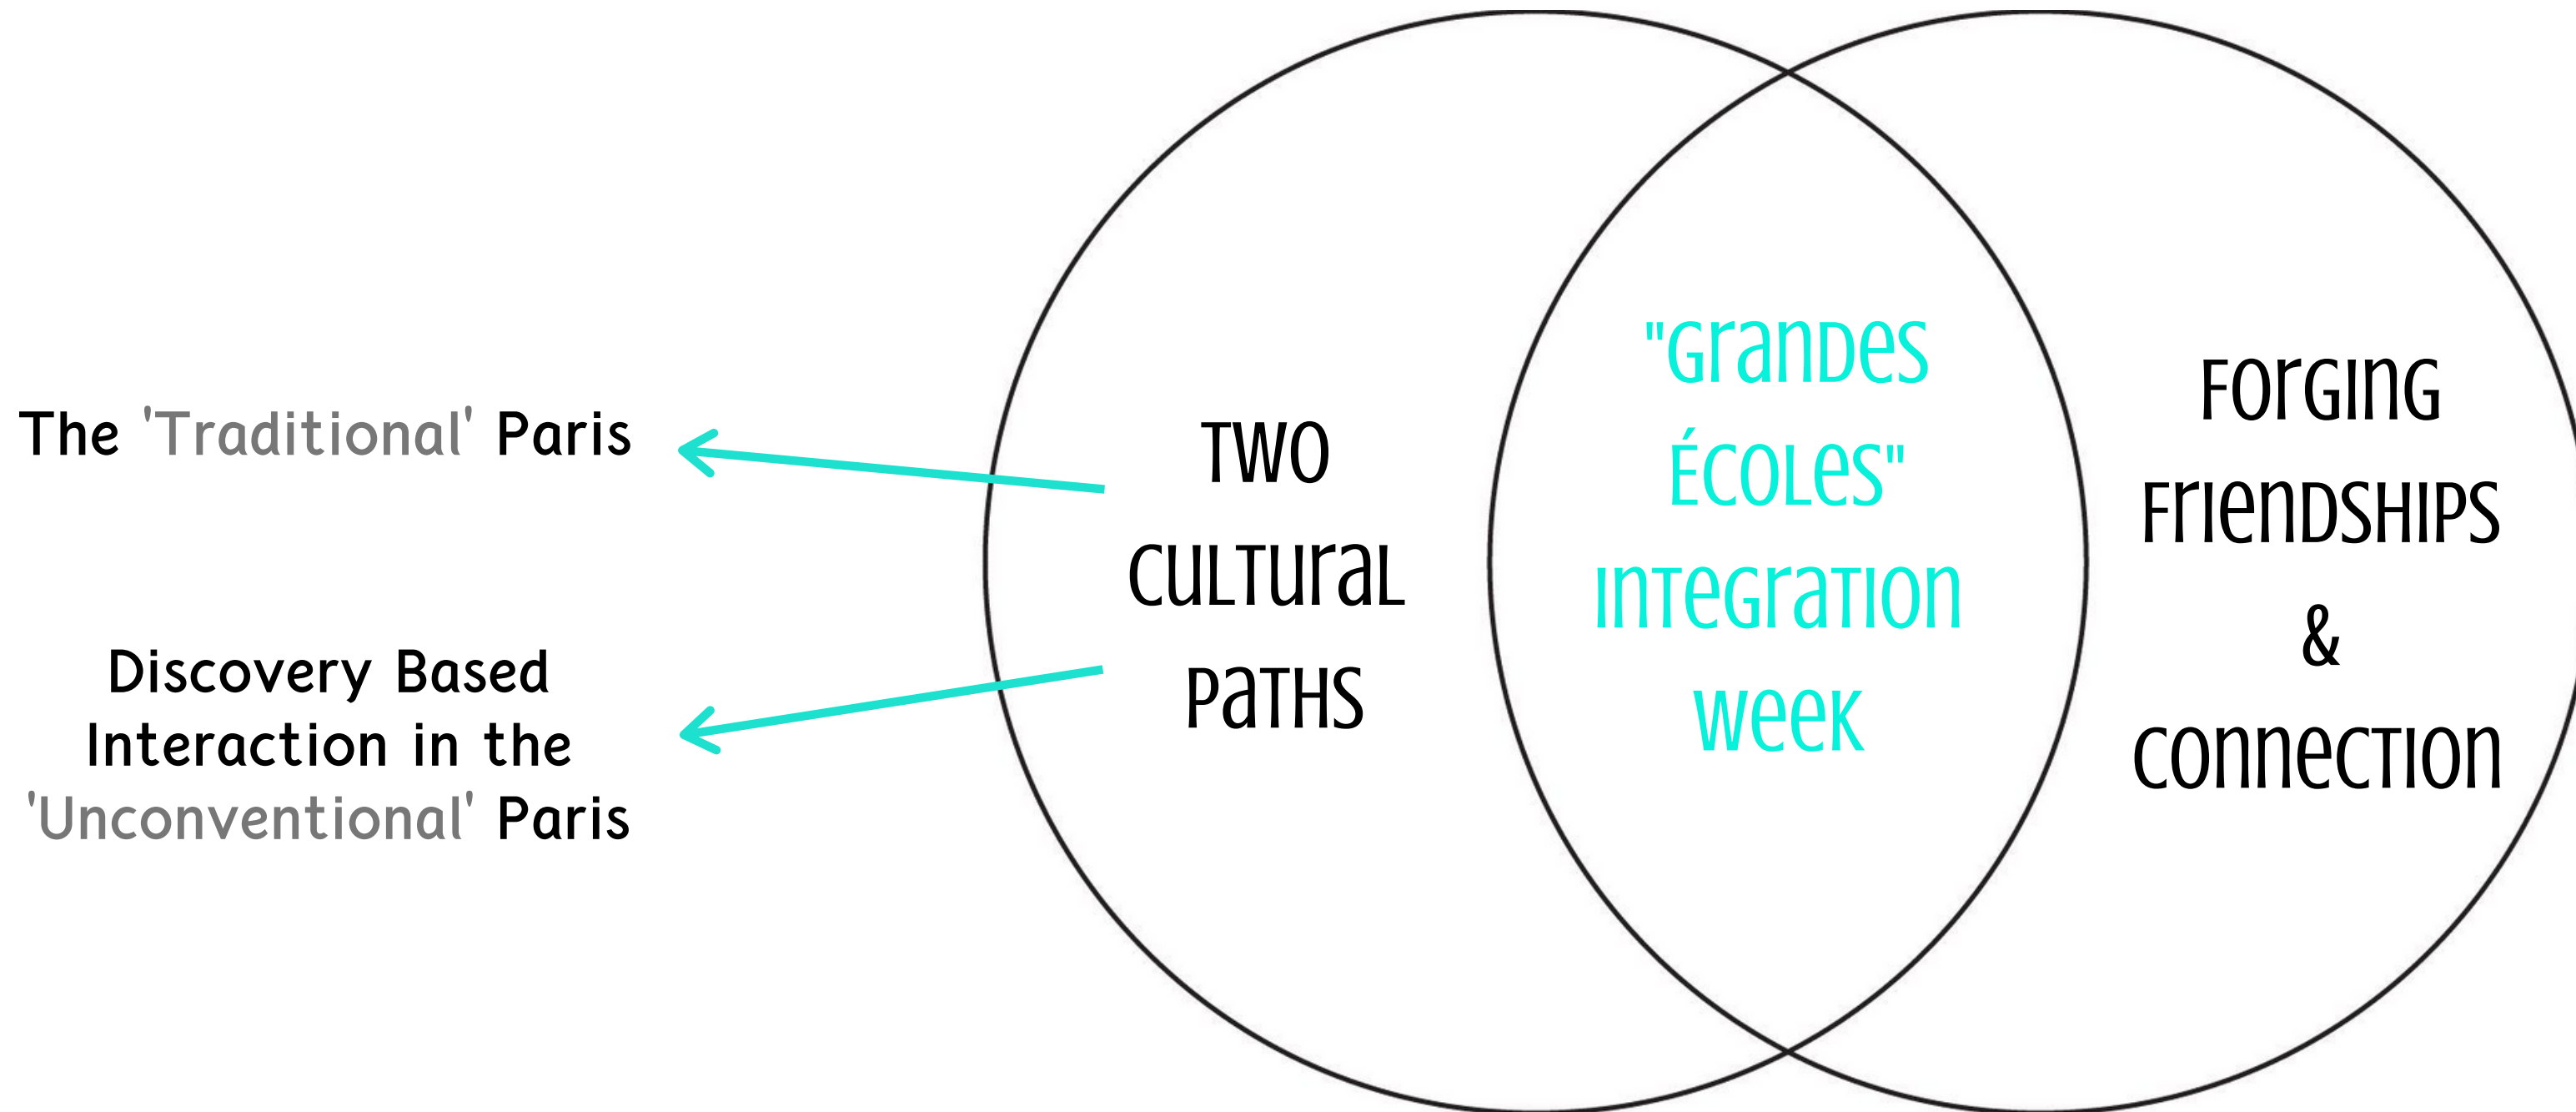 The 'Traditional' Paris
Discovery Based
Interaction in the
'Unconventional' Paris
TWO
CULTURAL
PATHS
"GRANDES
ÉCOLES"
INTEGRATION
WEEK
FORGING
FRIENDSHIPS
&
CONNECTION